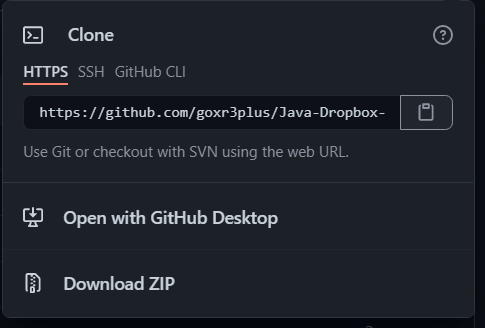 Clone
HTTPS SSH GitHub CLI
https://github.com/goxr3plus/Java-Dropbox-
Use Git or checkout with SVN using the web URL.
Open with GitHub Desktop
Download ZIP